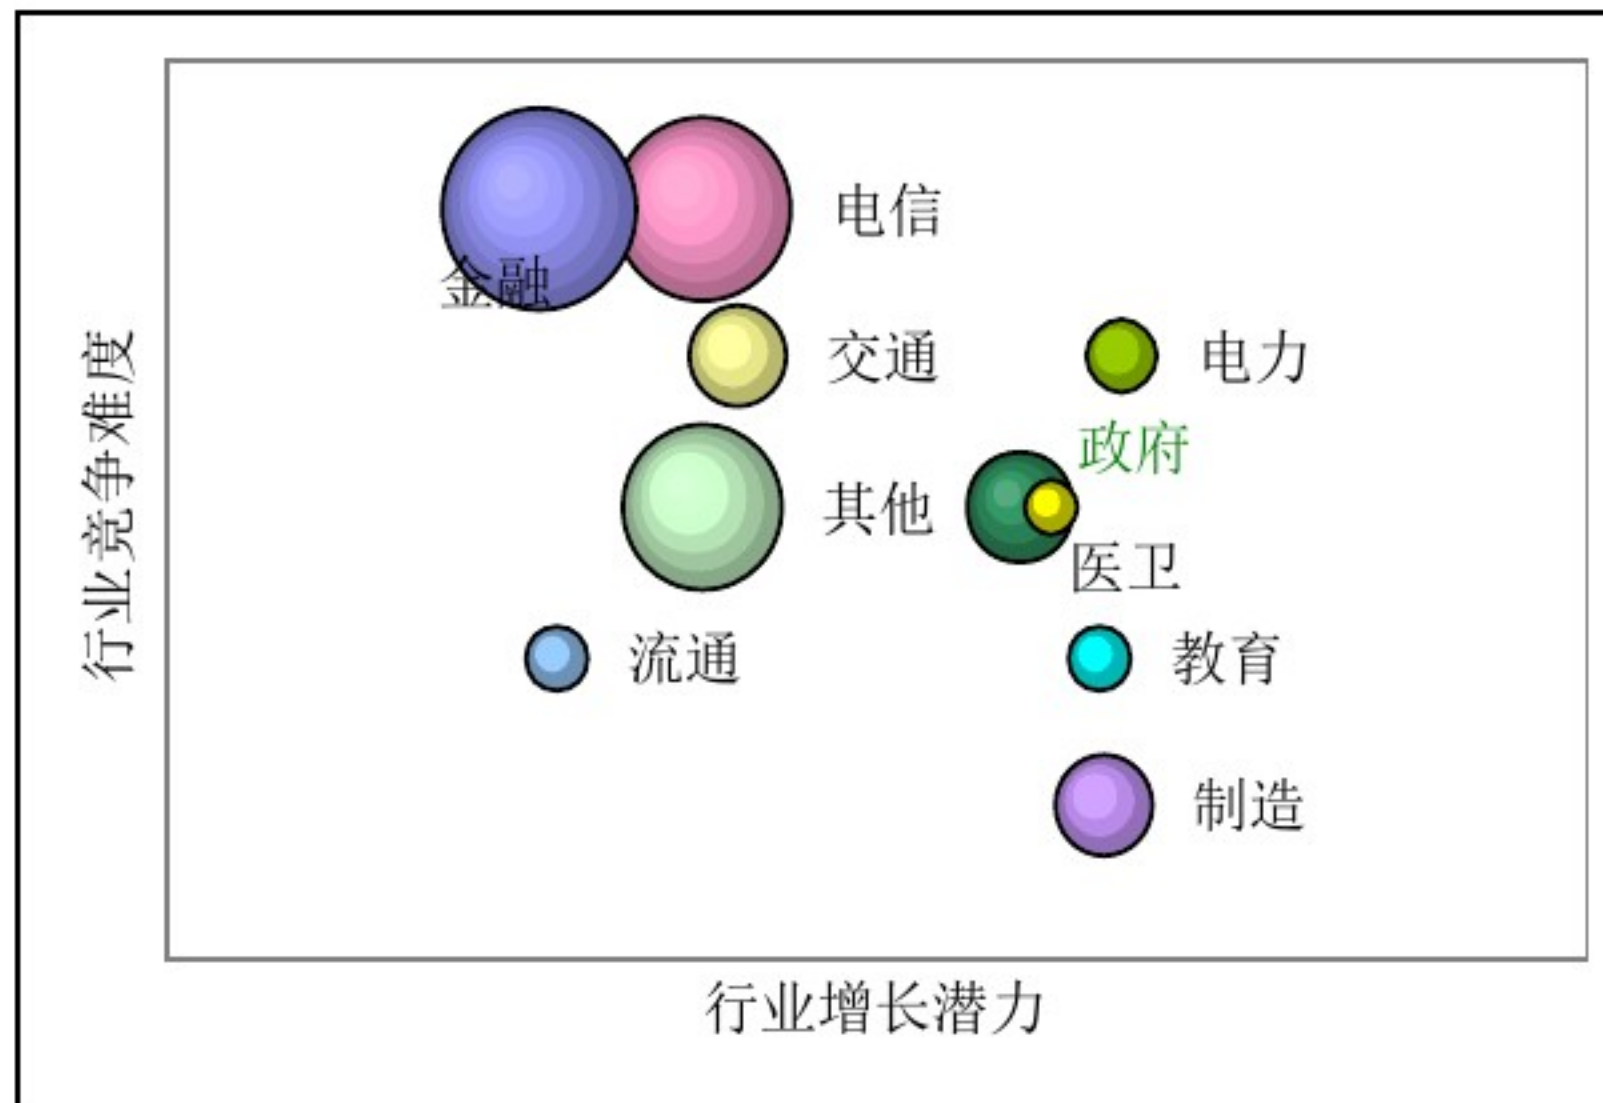 电信
金融
交通
电力
政府
其他
医卫
流通
教育
制造
行业竞争难度
行业增长潜力